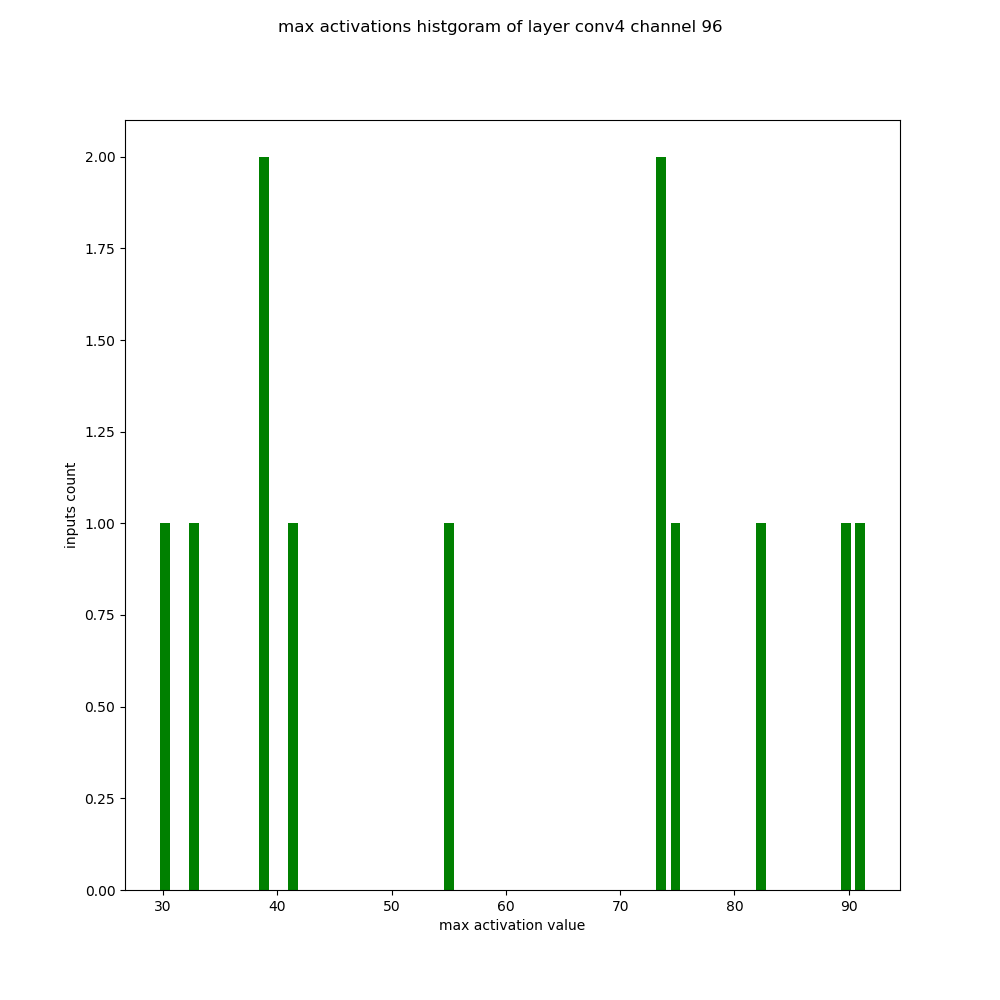 max activations histgoram of layer conv4 channel 96
2.00
1.75
1.50
1.25
1.00
0.75
0.50
0.25
0.00
inputs count
30 40 50 60 70 80 90
max activation value